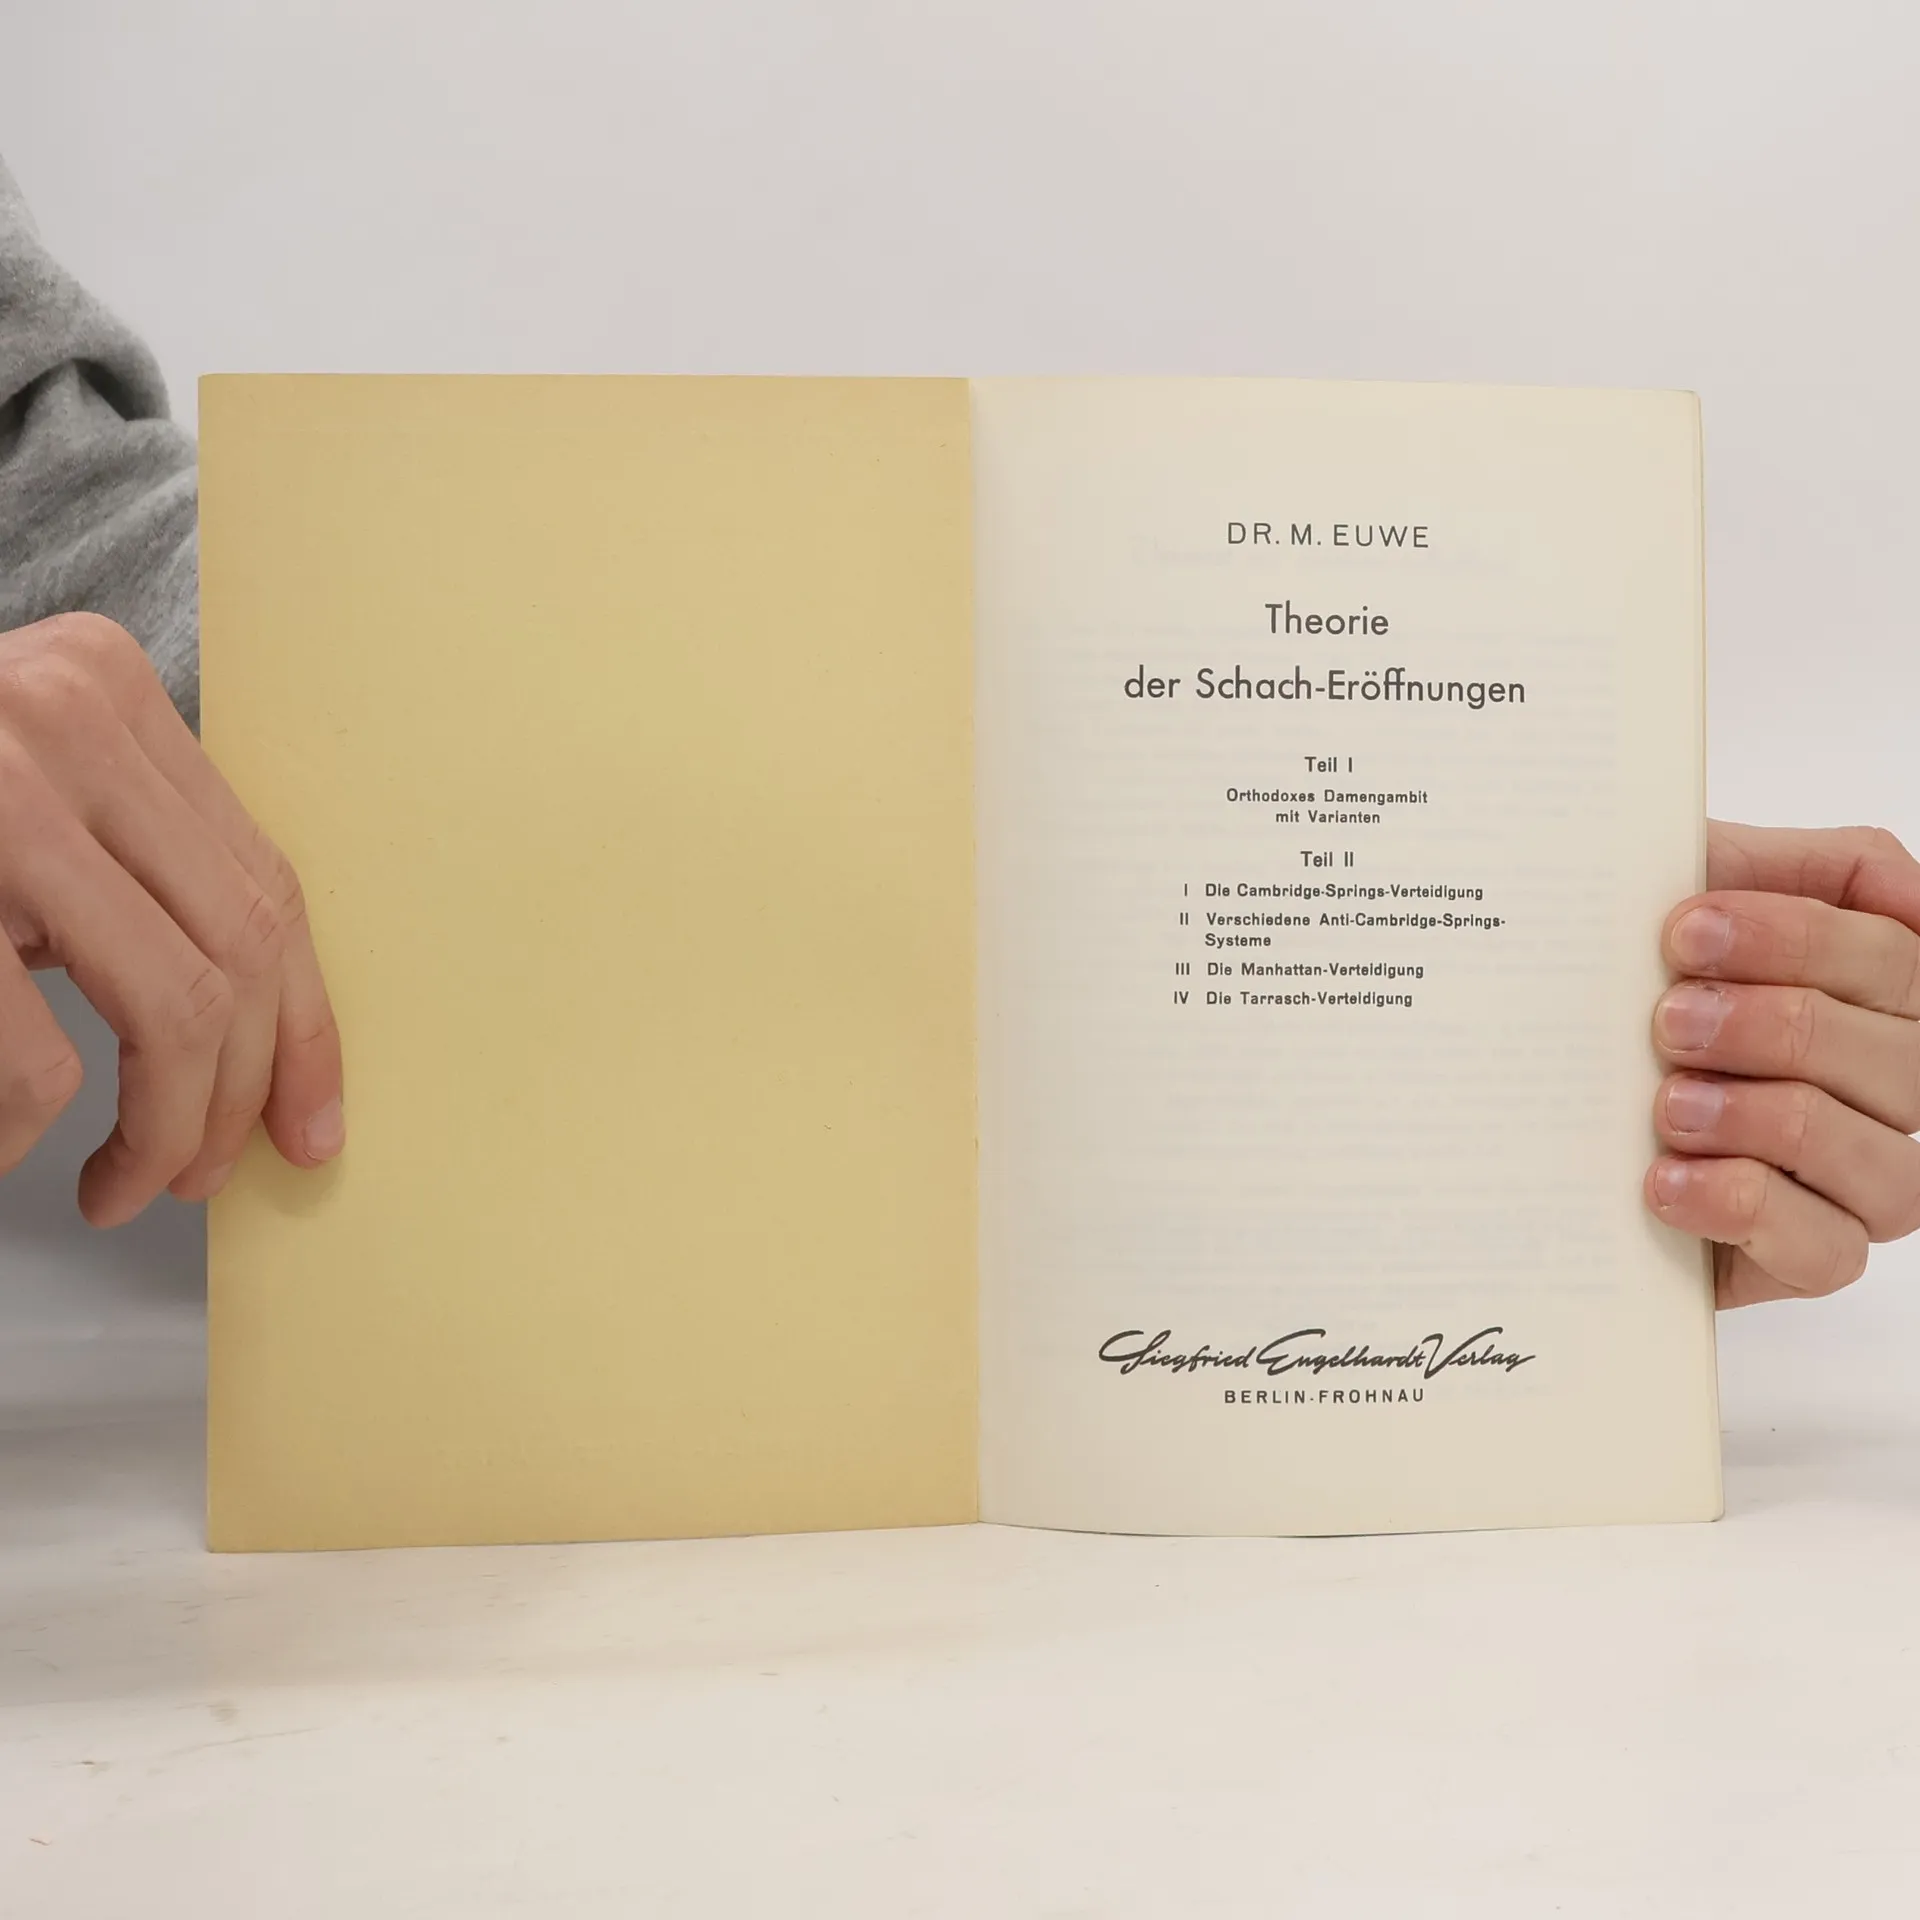 DR. M. EUWE
Theorie
der Schach-Eröffnungen
Teil I
Orthodoxes Damengambit
mit Varianten
Teil II
I Die Cambridge-Springs-Verteidigung
II Verschiedene Anti-Cambridge-Springs-
Systeme
III Die Manhattan-Verteidigung
IV Die Tarrasch-Verteidigung
Siegfried Engelhardt Verlag
BERLIN-FROHNAU